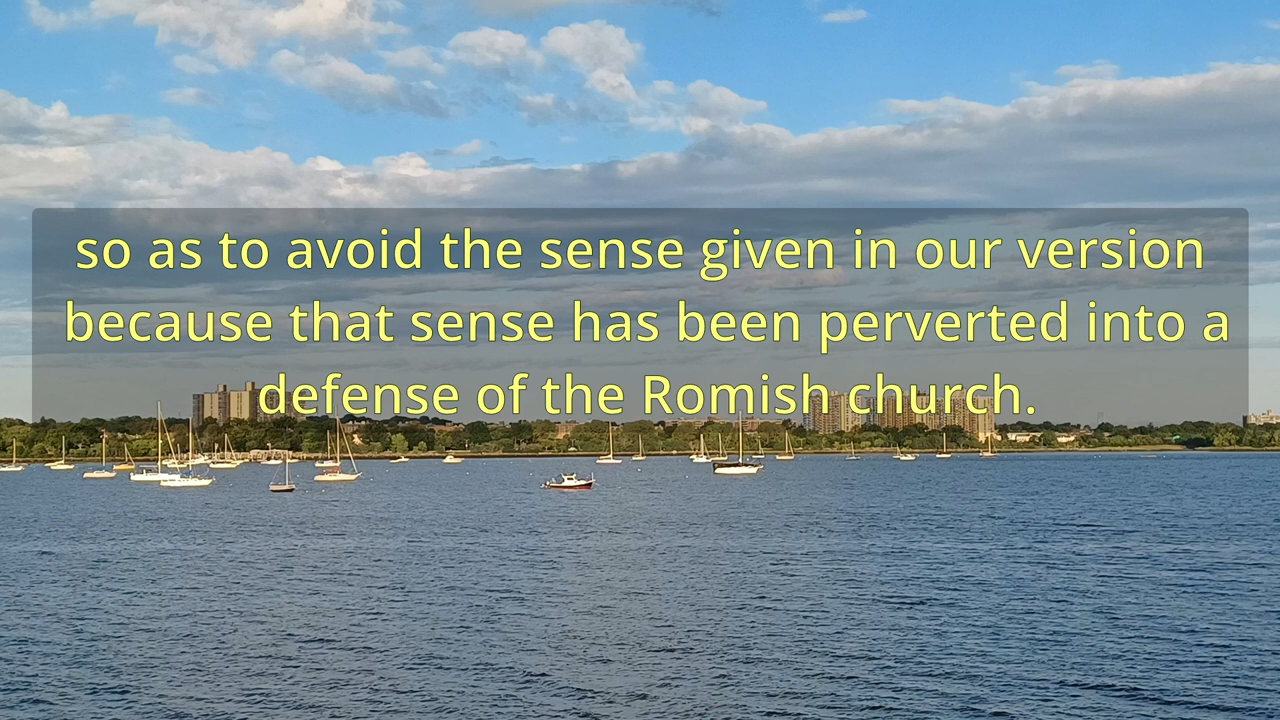 so as to avoid the sense given in our version
because that sense has been perverted into a
defense of the Romish church.